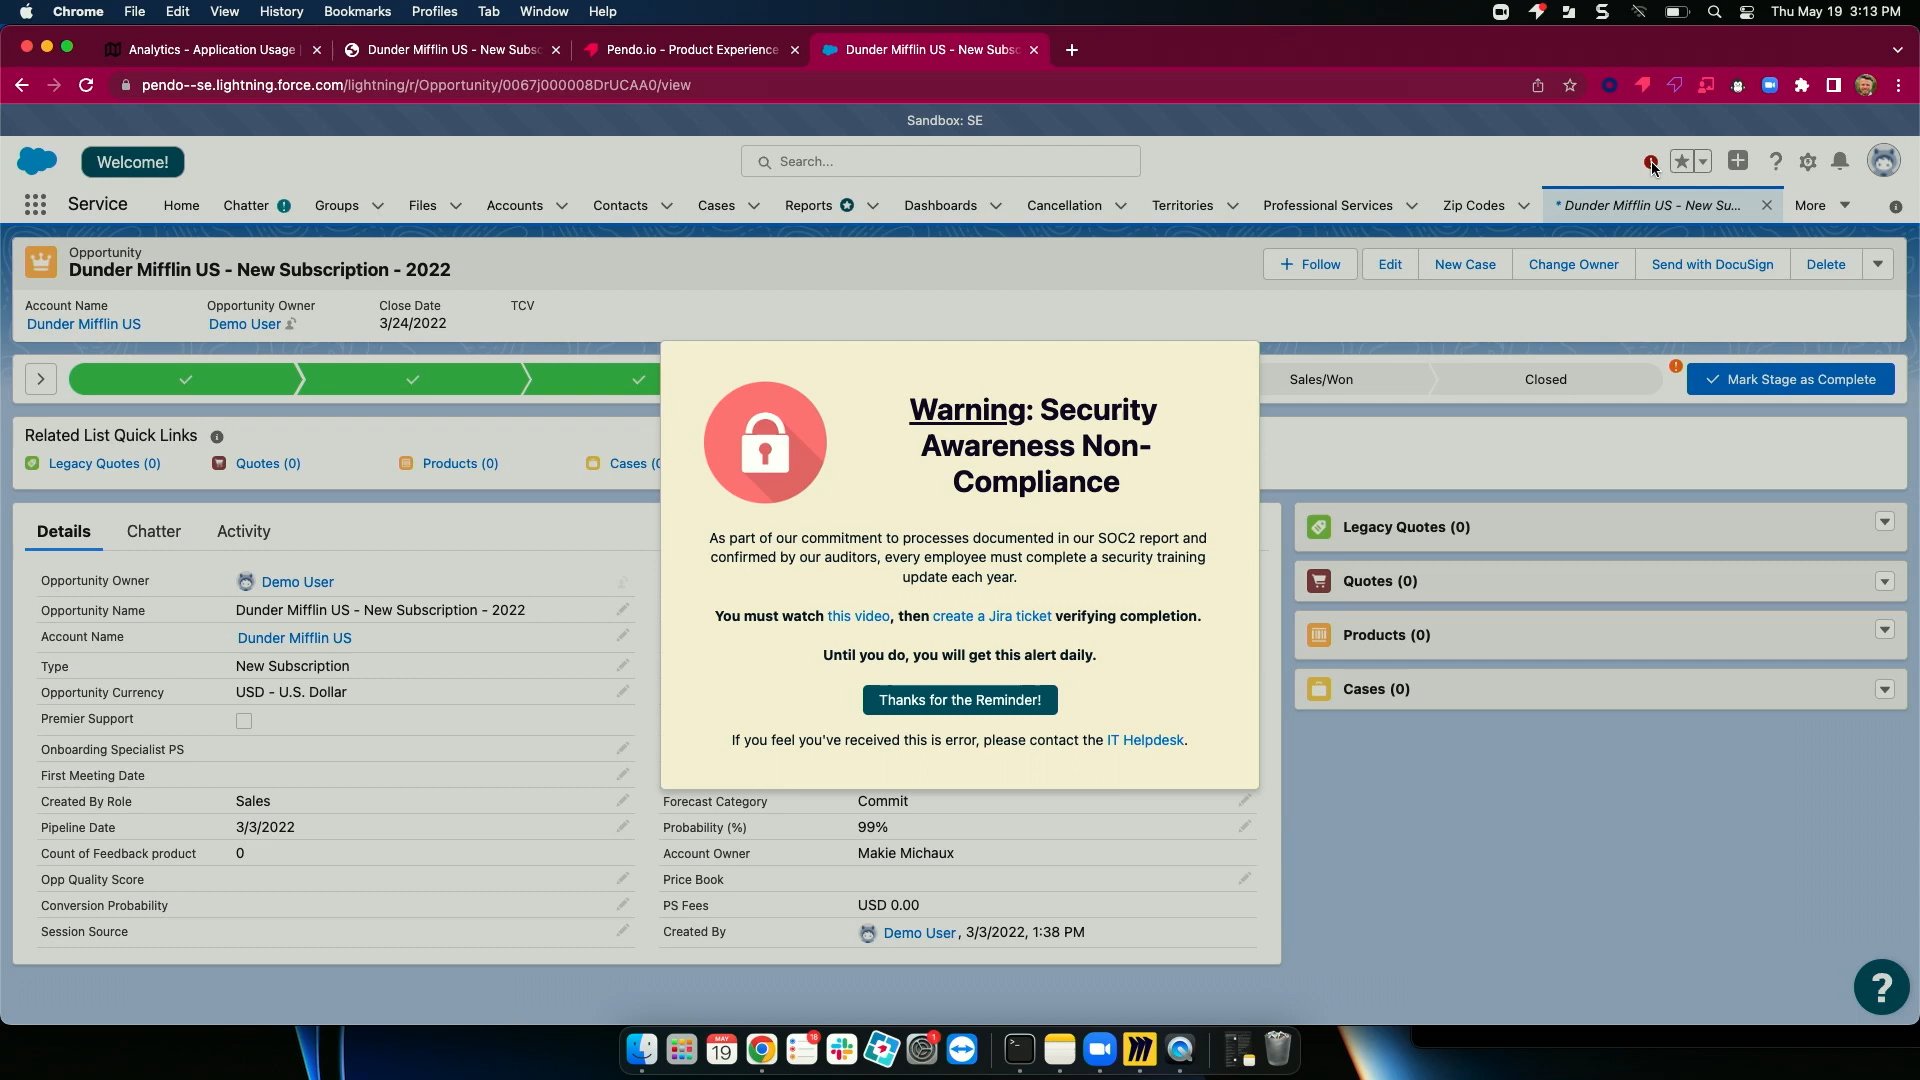 Chrome File Edit View History Bookmarks Profiles Tab Window Help
Thu May 19 3:13 PM
Analytics - Application Usage
Dunder Mifflin US - New Subsc
Pendo.io - Product Experience
Dunder Mifflin US - New Subsc
pendo--se.lightning.force.com/lightning/r/Opportunity/0067j000008DrUCAA0/view
Sandbox: SE
Welcome!
Search...
Service Home Chatter Groups Files Accounts Contacts Cases Reports Dashboards Cancellation Territories Professional Services Zip Codes * Dunder Mifflin US - New Su... More
Opportunity
Dunder Mifflin US - New Subscription - 2022
+ Follow Edit New Case Change Owner Send with DocuSign Delete
Account Name Opportunity Owner Close Date TCV
Dunder Mifflin US Demo User 3/24/2022
Sales/Won Closed Mark Stage as Complete
Related List Quick Links
Legacy Quotes (0) Quotes (0) Products (0) Cases (0
Warning: Security
Awareness Non-
Compliance
As part of our commitment to processes documented in our SOC2 report and
confirmed by our auditors, every employee must complete a security training
update each year.
You must watch this video, then create a Jira ticket verifying completion.
Until you do, you will get this alert daily.
Thanks for the Reminder!
If you feel you've received this is error, please contact the IT Helpdesk.
Details Chatter Activity
Opportunity Owner Demo User
Opportunity Name Dunder Mifflin US - New Subscription - 2022
Account Name Dunder Mifflin US
Type New Subscription
Opportunity Currency USD - U.S. Dollar
Premier Support
Onboarding Specialist PS
First Meeting Date
Created By Role Sales
Pipeline Date 3/3/2022
Count of Feedback product 0
Opp Quality Score
Conversion Probability
Session Source
Forecast Category Commit
Probability (%) 99%
Account Owner Makie Michaux
Price Book
PS Fees USD 0.00
Created By Demo User, 3/3/2022, 1:38 PM
Legacy Quotes (0)
Quotes (0)
Products (0)
Cases (0)
?
MAY
19
18
1